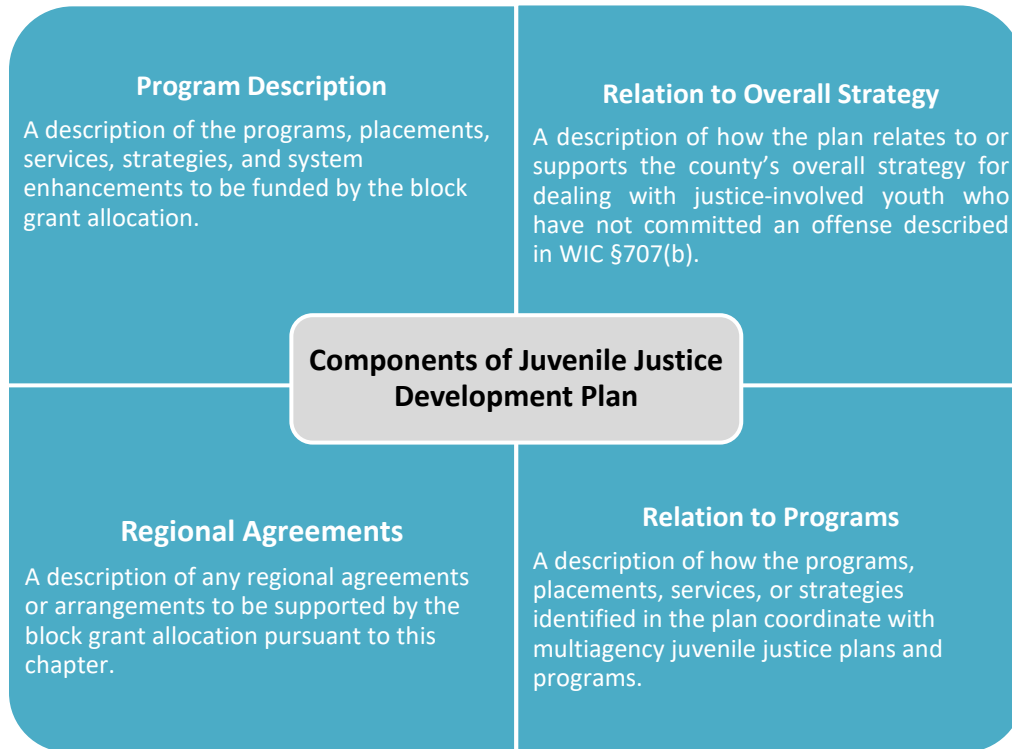 Program Description
A description of the programs, placements,
services, strategies, and system
enhancements to be funded by the block
grant allocation.
Relation to Overall Strategy
A description of how the plan relates to or
supports the county’s overall strategy for
dealing with justice-involved youth who
have not committed an offense described
in WIC §707(b).
Components of Juvenile Justice
Development Plan
Regional Agreements
A description of any regional agreements
or arrangements to be supported by the
block grant allocation pursuant to this
chapter.
Relation to Programs
A description of how the programs,
placements, services, or strategies
identified in the plan coordinate with
multiagency juvenile justice plans and
programs.